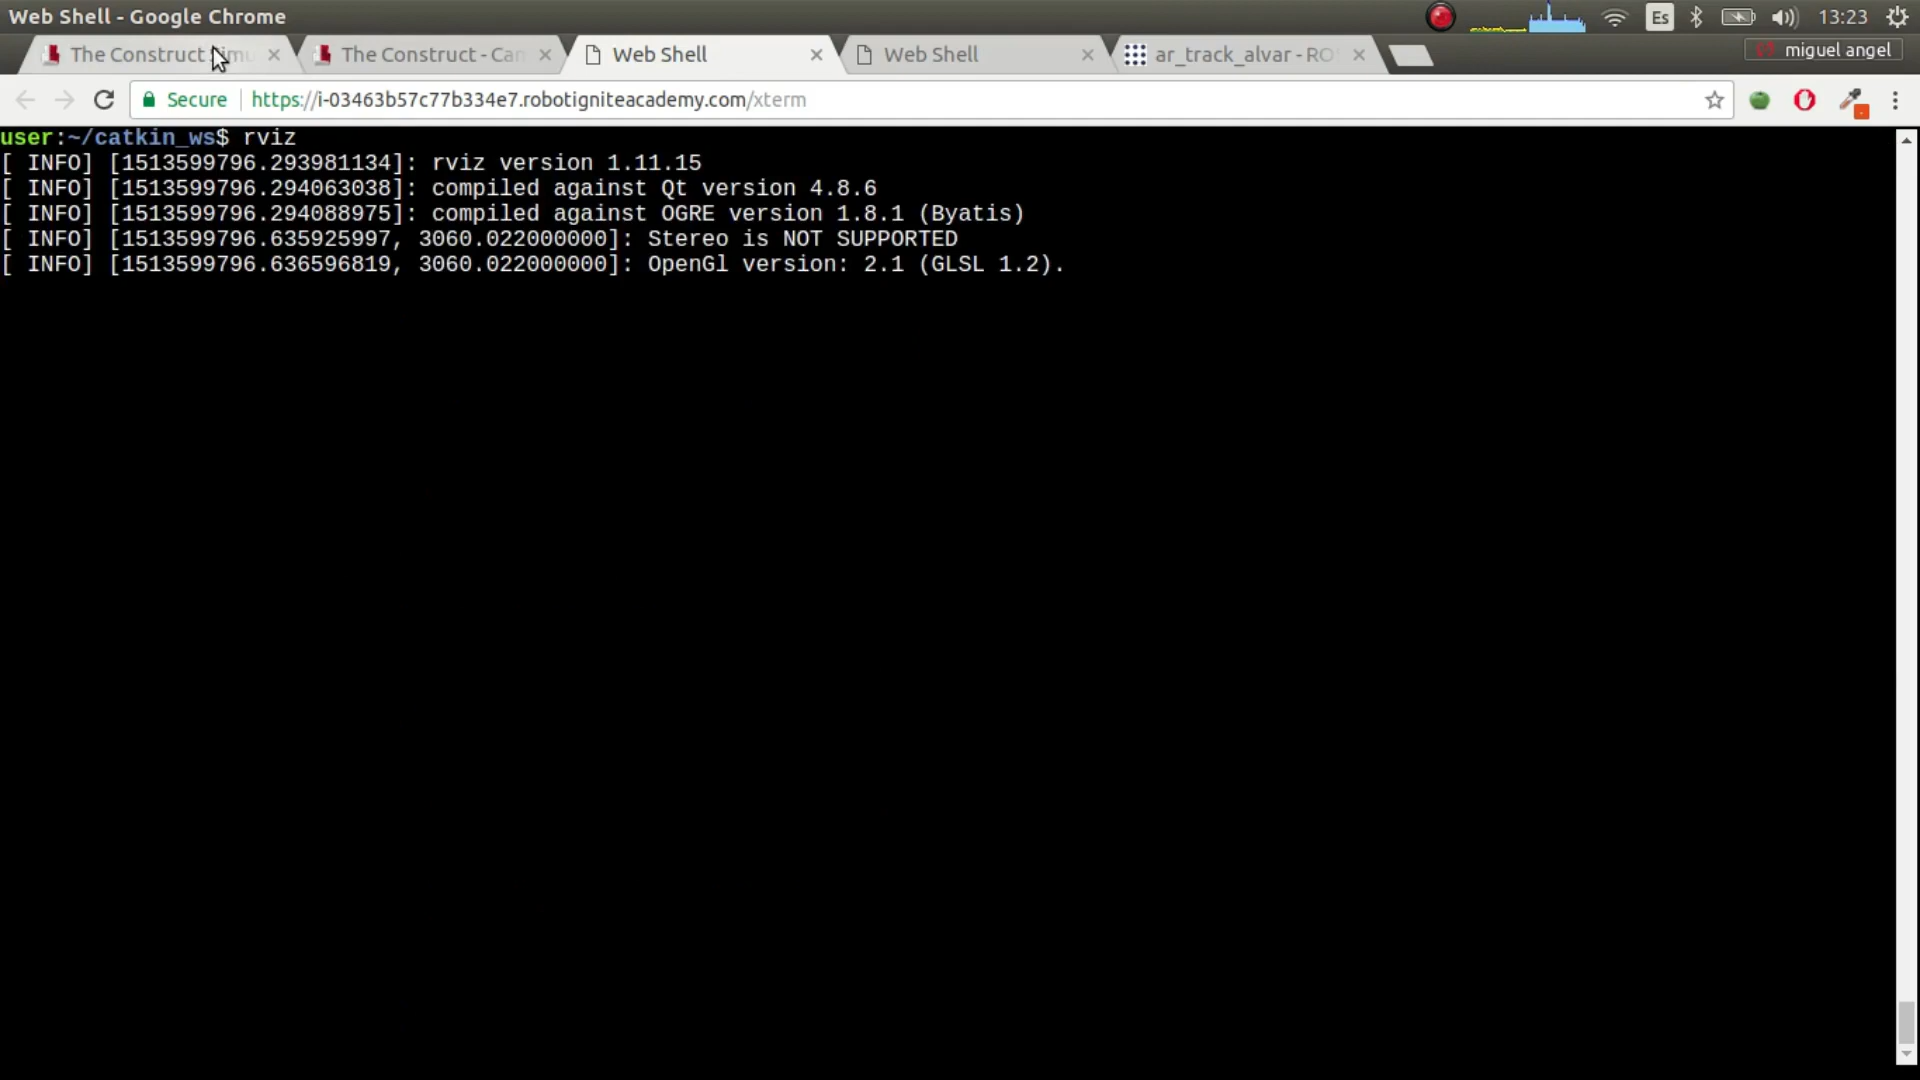 Web Shell - Google Chrome
Es
13:23
The Construct
The Construct - Can
Web Shell
Web Shell
ar_track_alvar - RO
miguel angel
Secure
https://i-03463b57c77b334e7.robotigniteacademy.com/xterm
user:~/catkin_ws$ rviz
[ INFO] [1513599796.293981134]: rviz version 1.11.15
[ INFO] [1513599796.294063038]: compiled against Qt version 4.8.6
[ INFO] [1513599796.294088975]: compiled against OGRE version 1.8.1 (Byatis)
[ INFO] [1513599796.635925997, 3060.022000000]: Stereo is NOT SUPPORTED
[ INFO] [1513599796.636596819, 3060.022000000]: OpenGl version: 2.1 (GLSL 1.2).